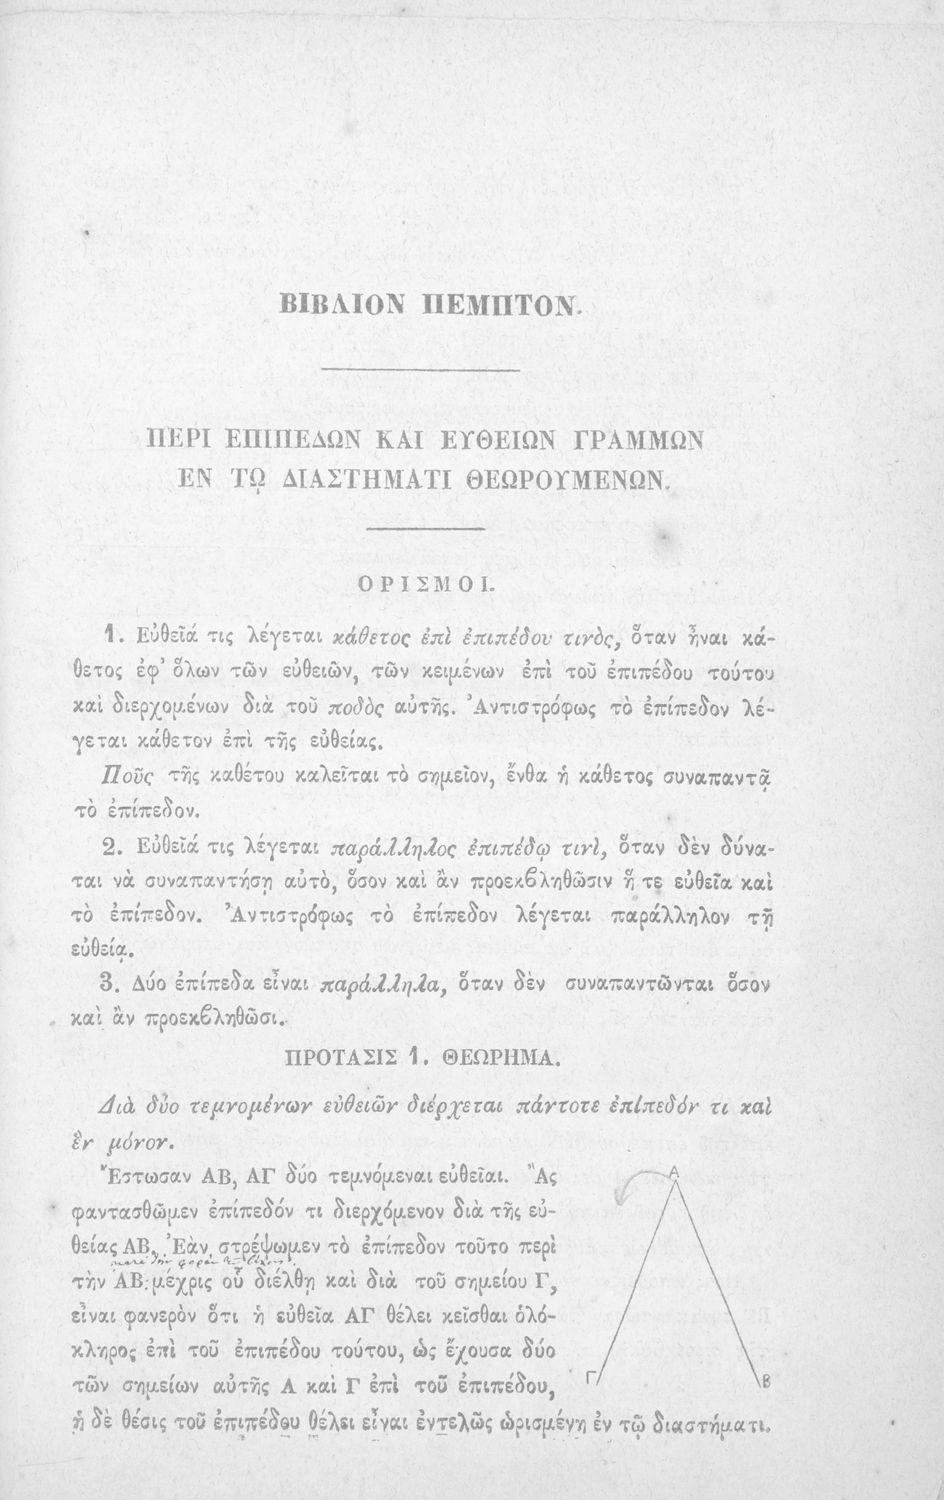 ΒΙΒΛΙΟΝ ΠΕΜΠΤΟΝ.
ΠΕΡΙ ΕΠΙΠΕΔΩΝ ΚΑΙ ΕΥΘΕΙΩΝ ΓΡΑΜΜΩΝ
ΕΝ Τῼ ΔΙΑΣΤΗΜΑΤΙ ΘΕΩΡΟΥΜΕΝΩΝ.
ΟΡΙΣΜΟΙ.
1. Εὐθεῖά τις λέγεται κάθετος ἐπὶ ἐπιπέδου τινὸς, ὅταν ᾖναι κά-
θετος ἐφ' ὅλων τῶν εὐθειῶν, τῶν κειμένων ἐπὶ τοῦ ἐπιπέδου τούτου
καὶ διερχομένων διὰ τοῦ ποδὸς αὐτῆς. Ἀντιστρόφως τὸ ἐπίπεδον λέ-
γεται κάθετον ἐπὶ τῆς εὐθείας.
Ποῦς τῆς καθέτου καλεῖται τὸ σημεῖον, ἔνθα ἡ κάθετος συναπαντᾷ
τὸ ἐπίπεδον.
2. Εὐθεῖά τις λέγεται παράλληλος ἐπιπέδῳ τινὶ, ὅταν δὲν δύνα-
ται νὰ συναπαντήσῃ αὐτὸ, ὅσον καὶ ἂν προεκϐληθῶσιν ἥ τε εὐθεῖα καὶ
τὸ ἐπίπεδον. Ἀντιστρόφως τὸ ἐπίπεδον λέγεται παράλληλον τῇ
εὐθείᾳ.
3. Δύο ἐπίπεδα εἶναι παράλληλα, ὅταν δὲν συναπαντῶνται ὅσον
καὶ ἂν προεκϐληθῶσι.
ΠΡΟΤΑΣΙΣ 1. ΘΕΩΡΗΜΑ.
Διὰ δύο τεμνομένων εὐθειῶν διέρχεται πάντοτε ἐπίπεδόν τι καὶ
ἓν μόνον.
Ἔστωσαν ΑΒ, ΑΓ δύο τεμνόμεναι εὐθεῖαι. Ἂς
φαντασθῶμεν ἐπίπεδόν τι διερχόμενον διὰ τῆς εὐ-
θείας ΑΒ. Ἐὰν στρέψωμεν τὸ ἐπίπεδον τοῦτο περὶ
τὴν ΑΒ μέχρις οὗ διέλθῃ καὶ διὰ τοῦ σημείου Γ,
εἶναι φανερὸν ὅτι ἡ εὐθεῖα ΑΓ θέλει κεῖσθαι ὁλό-
κληρος ἐπὶ τοῦ ἐπιπέδου τούτου, ὡς ἔχουσα δύο
τῶν σημείων αὐτῆς Α καὶ Γ ἐπὶ τοῦ ἐπιπέδου,
ἡ δὲ θέσις τοῦ ἐπιπέδου θέλει εἶναι ἐντελῶς ὡρισμένη ἐν τῷ διαστήματι.
Α
Γ
Β